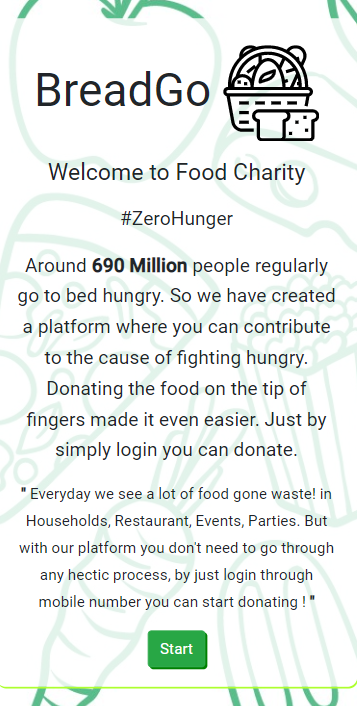 BreadGo
Welcome to Food Charity
#ZeroHunger
Around 690 Million people regularly
go to bed hungry. So we have created
a platform where you can contribute
to the cause of fighting hungry.
Donating the food on the tip of
fingers made it even easier. Just by
simply login you can donate.
" Everyday we see a lot of food gone waste! in
Households, Restaurant, Events, Parties. But
with our platform you don't need to go through
any hectic process, by just login through
mobile number you can start donating ! "
Start